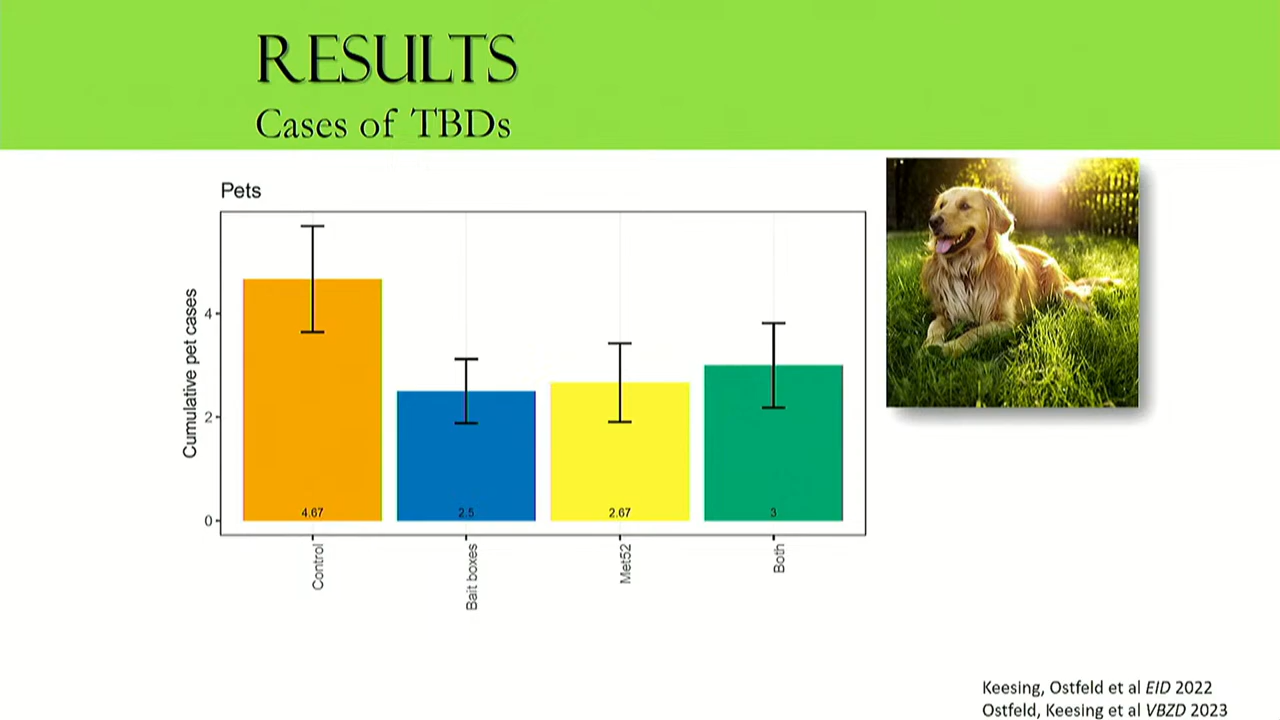 RESULTS
Cases of TBDs
Pets
Cumulative pet cases
4
2
0
4.67
2.5
2.67
3
Control
Bait boxes
Met52
Both
Keesing, Ostfeld et al EID 2022
Ostfeld, Keesing et al VBZD 2023